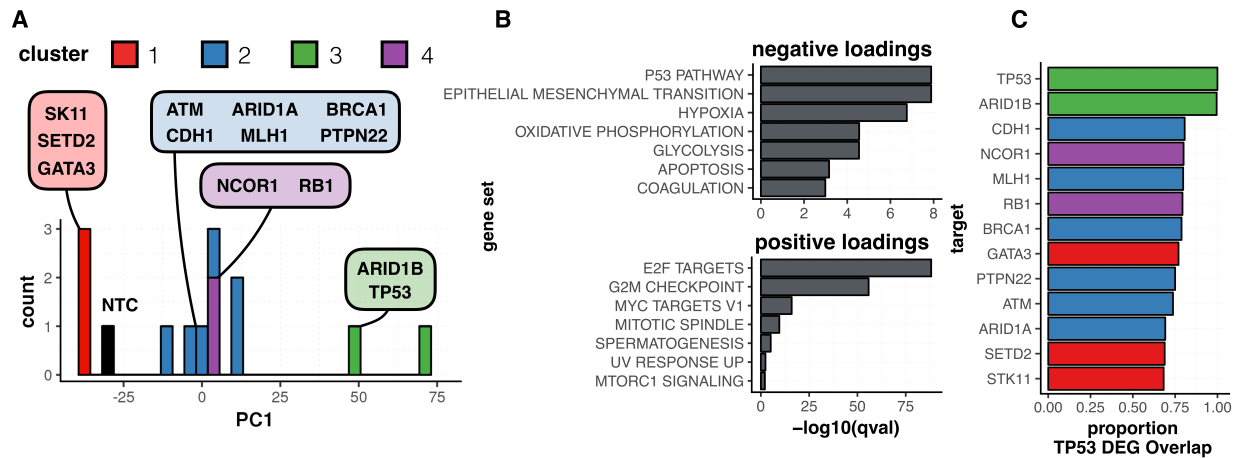 A
cluster 1 2 3 4
SK11
SETD2
GATA3
ATM ARID1A BRCA1
CDH1 MLH1 PTPN22
NCOR1 RB1
ARID1B
TP53
NTC
count
3
2
1
0
-25 0 25 50 75
PC1
B
gene set
negative loadings
P53 PATHWAY
EPITHELIAL MESENCHYMAL TRANSITION
HYPOXIA
OXIDATIVE PHOSPHORYLATION
GLYCOLYSIS
APOPTOSIS
COAGULATION
0 2 4 6 8
positive loadings
E2F TARGETS
G2M CHECKPOINT
MYC TARGETS V1
MITOTIC SPINDLE
SPERMATOGENESIS
UV RESPONSE UP
MTORC1 SIGNALING
0 25 50 75
−log10(qval)
C
target
TP53
ARID1B
CDH1
NCOR1
MLH1
RB1
BRCA1
GATA3
PTPN22
ATM
ARID1A
SETD2
STK11
0.00 0.25 0.50 0.75 1.00
proportion
TP53 DEG Overlap